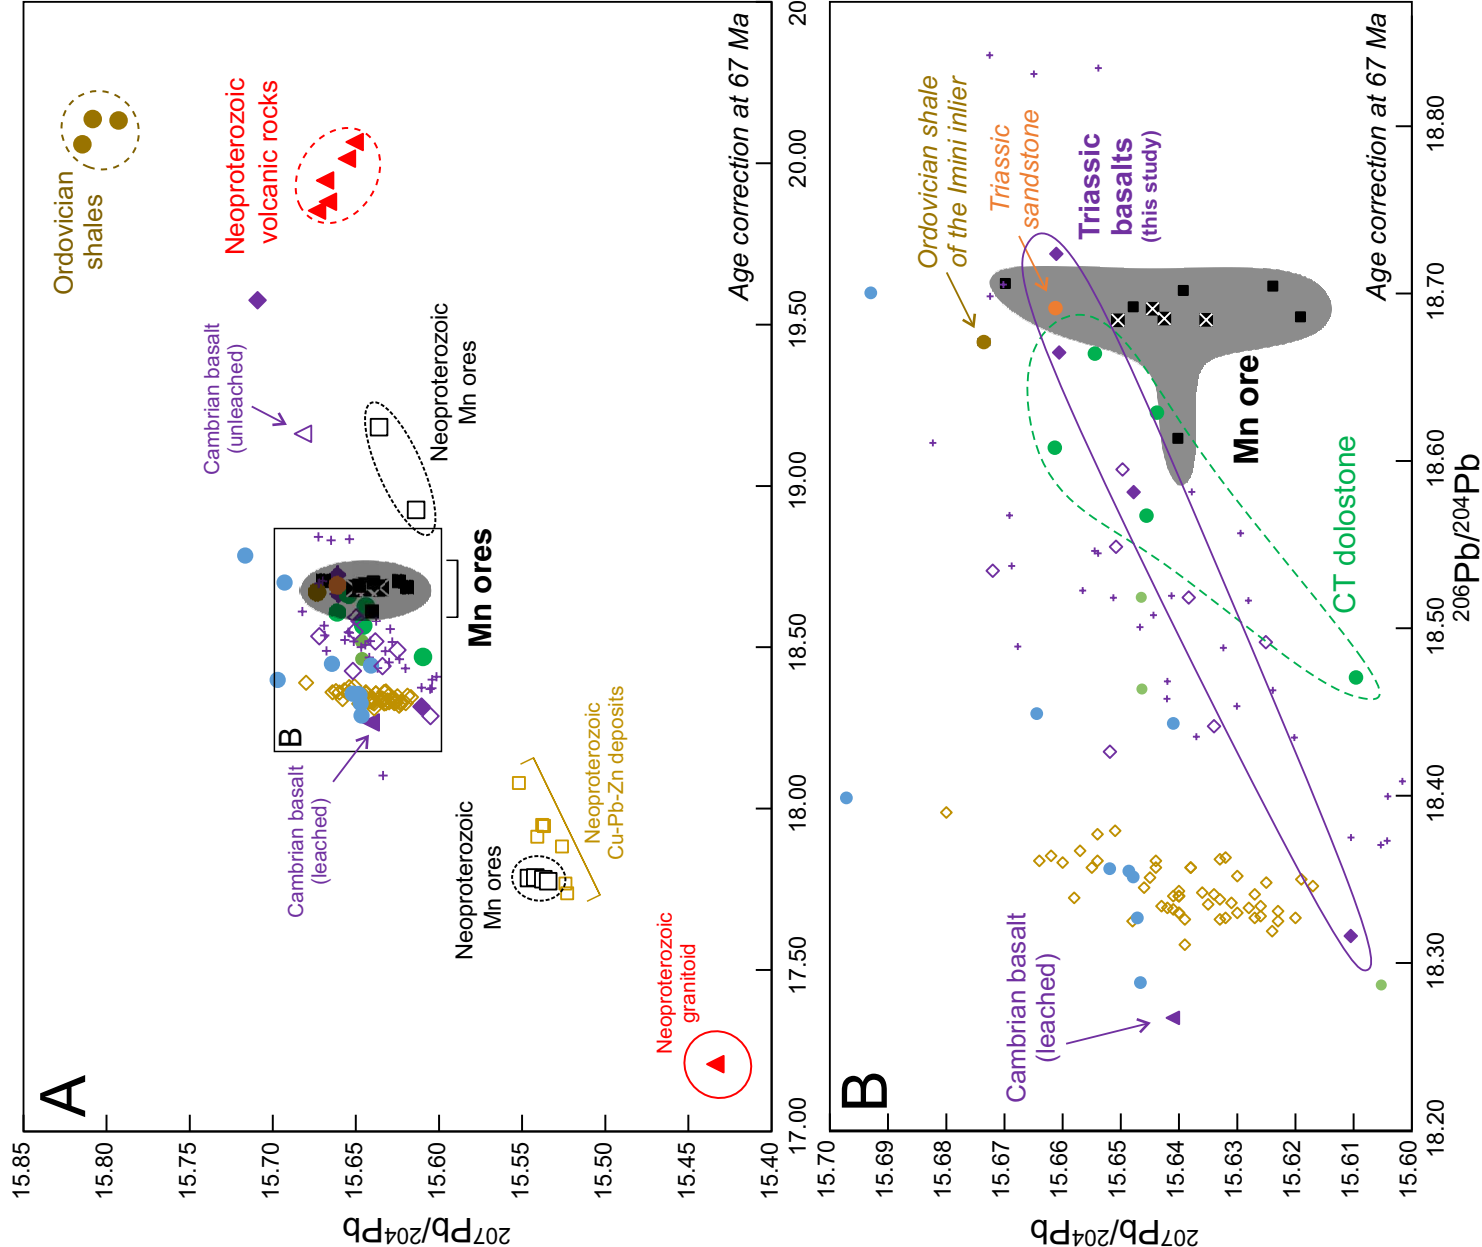 A
Ordovician
shales
Neoproterozoic
volcanic rocks
Cambrian basalt
(unleached)
Neoproterozoic
Mn ores
Mn ores
B
Cambrian basalt
(leached)
Neoproterozoic
Mn ores
Neoproterozoic
Cu-Pb-Zn deposits
Neoproterozoic
granitoid
Age correction at 67 Ma
15.85
15.80
15.75
15.70
15.65
15.60
15.55
15.50
15.45
15.40
207Pb/204Pb
17.00
17.50
18.00
18.50
19.00
19.50
20.00
20
B
Ordovician shale
of the Imini inlier
Triassic
sandstone
Triassic
basalts
(this study)
Mn ore
CT dolostone
Cambrian basalt
(leached)
Age correction at 67 Ma
15.70
15.69
15.68
15.67
15.66
15.65
15.64
15.63
15.62
15.61
15.60
207Pb/204Pb
18.20
18.30
18.40
18.50
18.60
18.70
18.80
206Pb/204Pb